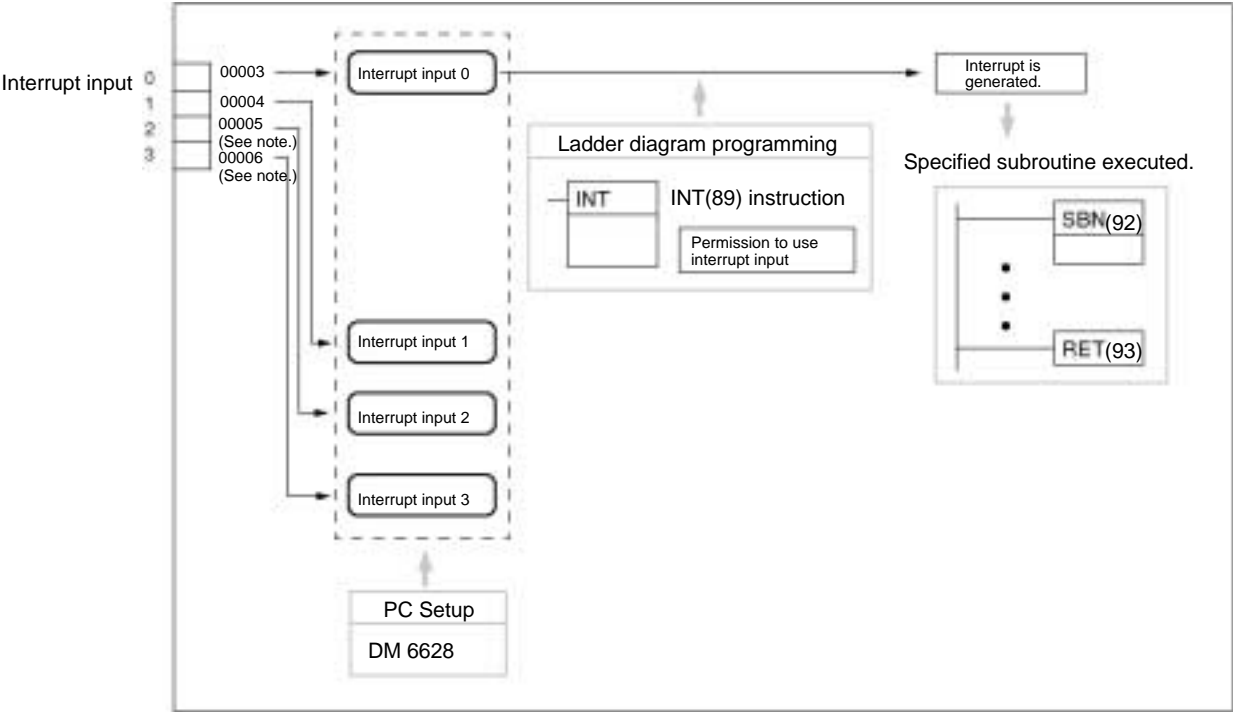 Interrupt input
0
1
2
3
00003
00004
00005
(See note.)
00006
(See note.)
Interrupt input 0
Interrupt input 1
Interrupt input 2
Interrupt input 3
PC Setup
DM 6628
Ladder diagram programming
INT
INT(89) instruction
Permission to use
interrupt input
Interrupt is
generated.
Specified subroutine executed.
SBN(92)
RET(93)